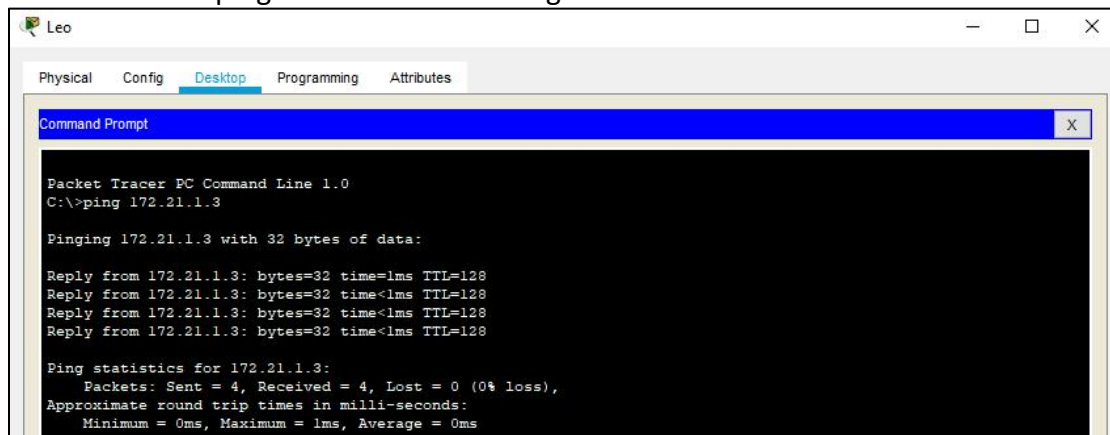 Leo
Physical Config Desktop Programming Attributes
Command Prompt
X
Packet Tracer PC Command Line 1.0
C:\>ping 172.21.1.3
Pinging 172.21.1.3 with 32 bytes of data:
Reply from 172.21.1.3: bytes=32 time=1ms TTL=128
Reply from 172.21.1.3: bytes=32 time<1ms TTL=128
Reply from 172.21.1.3: bytes=32 time<1ms TTL=128
Reply from 172.21.1.3: bytes=32 time<1ms TTL=128
Ping statistics for 172.21.1.3:
Packets: Sent = 4, Received = 4, Lost = 0 (0% loss),
Approximate round trip times in milli-seconds:
Minimum = 0ms, Maximum = 1ms, Average = 0ms